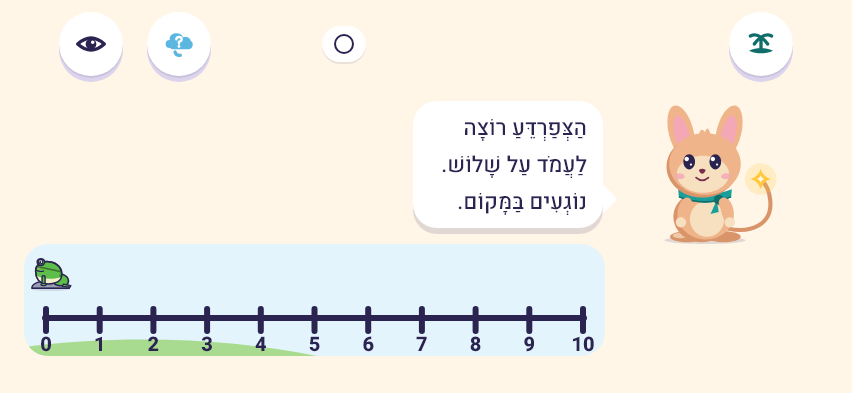 הַצְּפַרְדֵּעַ רוֹצָה
לַעֲמֹד עַל שָׁלוֹשׁ.
נוֹגְעִים בַּמָּקוֹם.
0 1 2 3 4 5 6 7 8 9 10